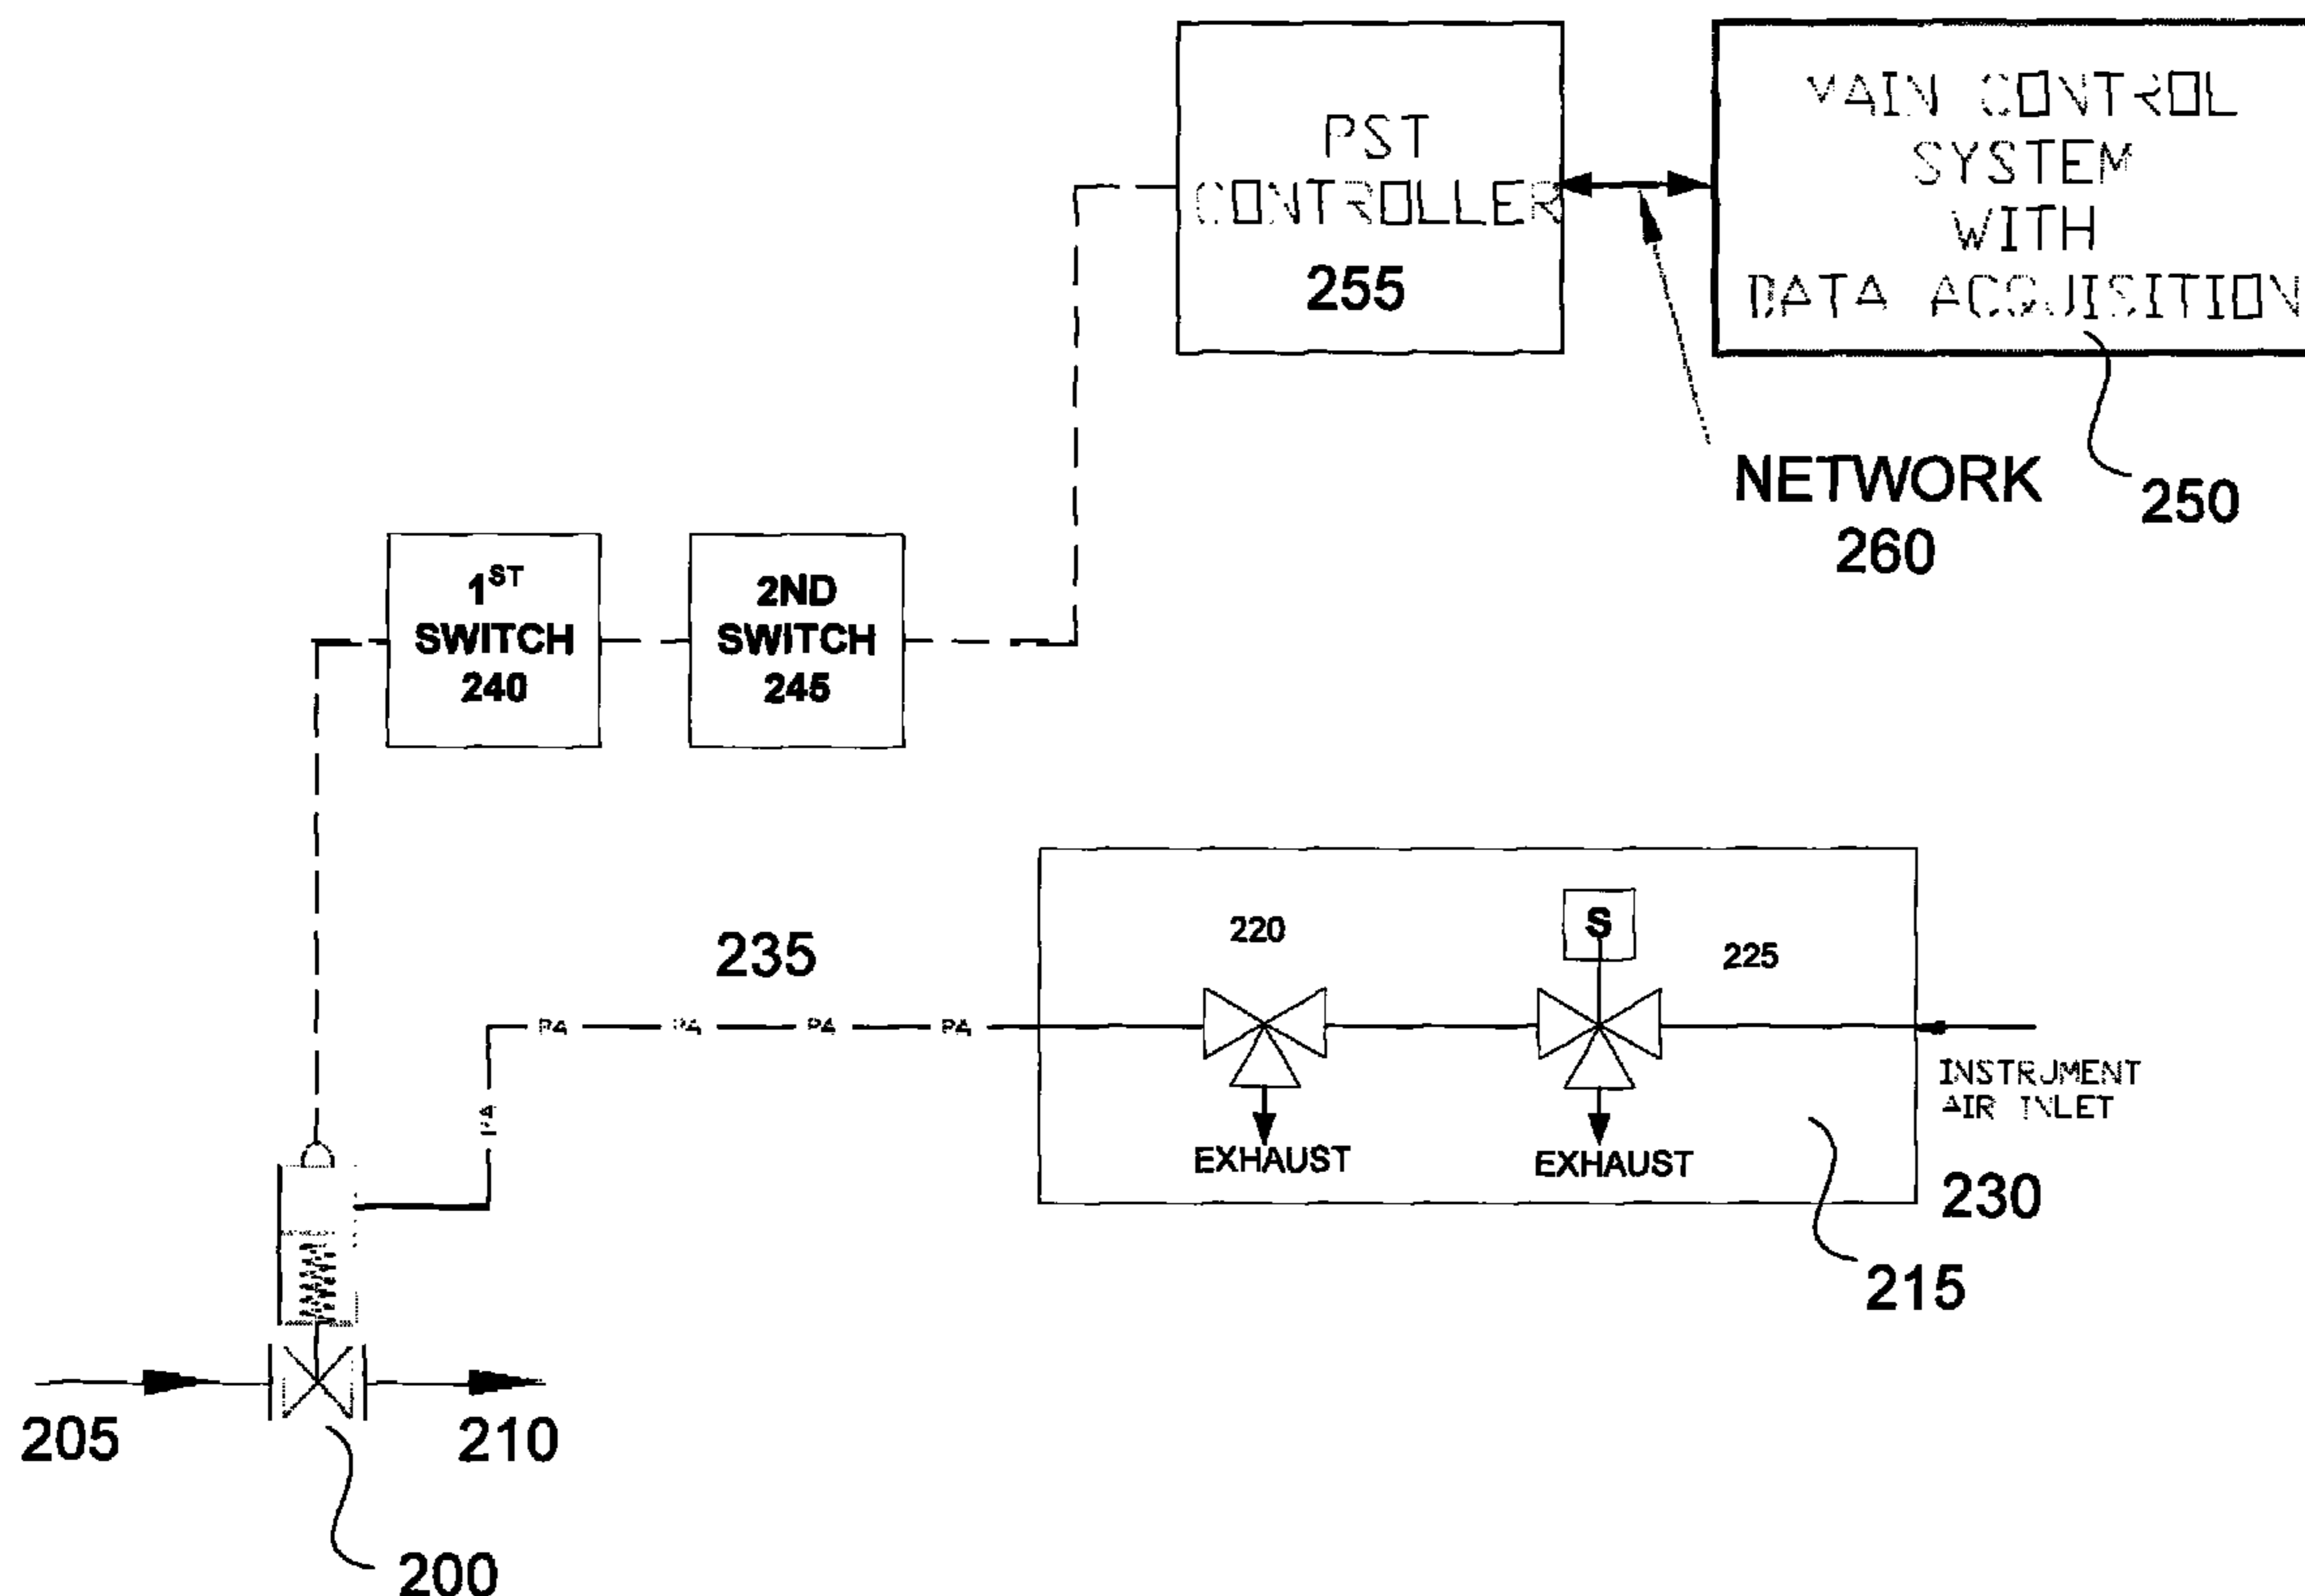 PST
CONTROLLER
255
MAIN CONTROL
SYSTEM
WITH
DATA ACQUISITION
NETWORK
260
250
1ST
SWITCH
240
2ND
SWITCH
245
235
220
S
225
PA PA PA PA
PA
INSTRUMENT
AIR INLET
EXHAUST
EXHAUST
230
215
205
210
200